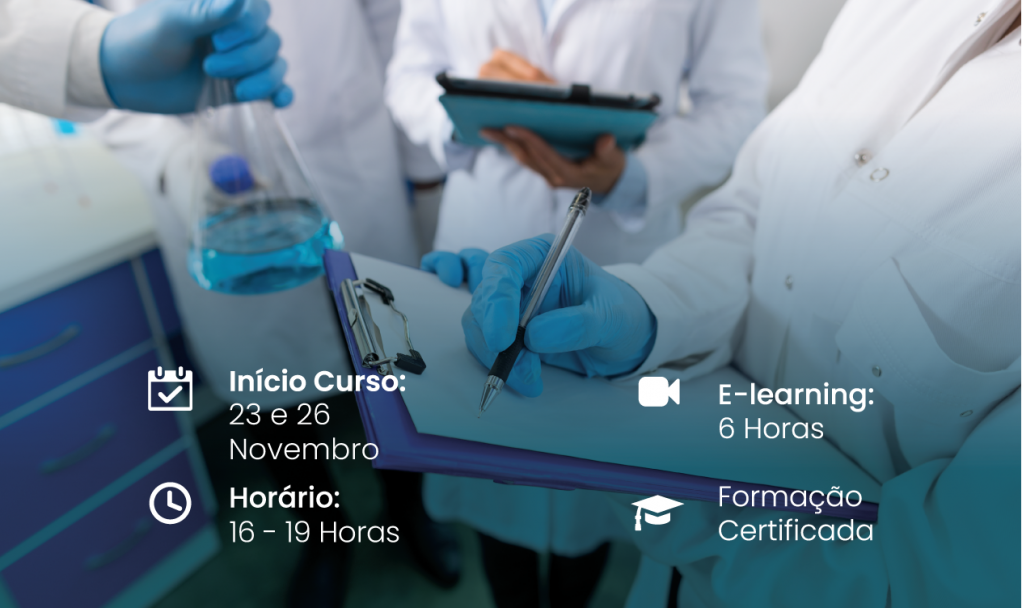 Início Curso:
23 e 26
Novembro
Horário:
16 - 19 Horas
E-learning:
6 Horas
Formação
Certificada